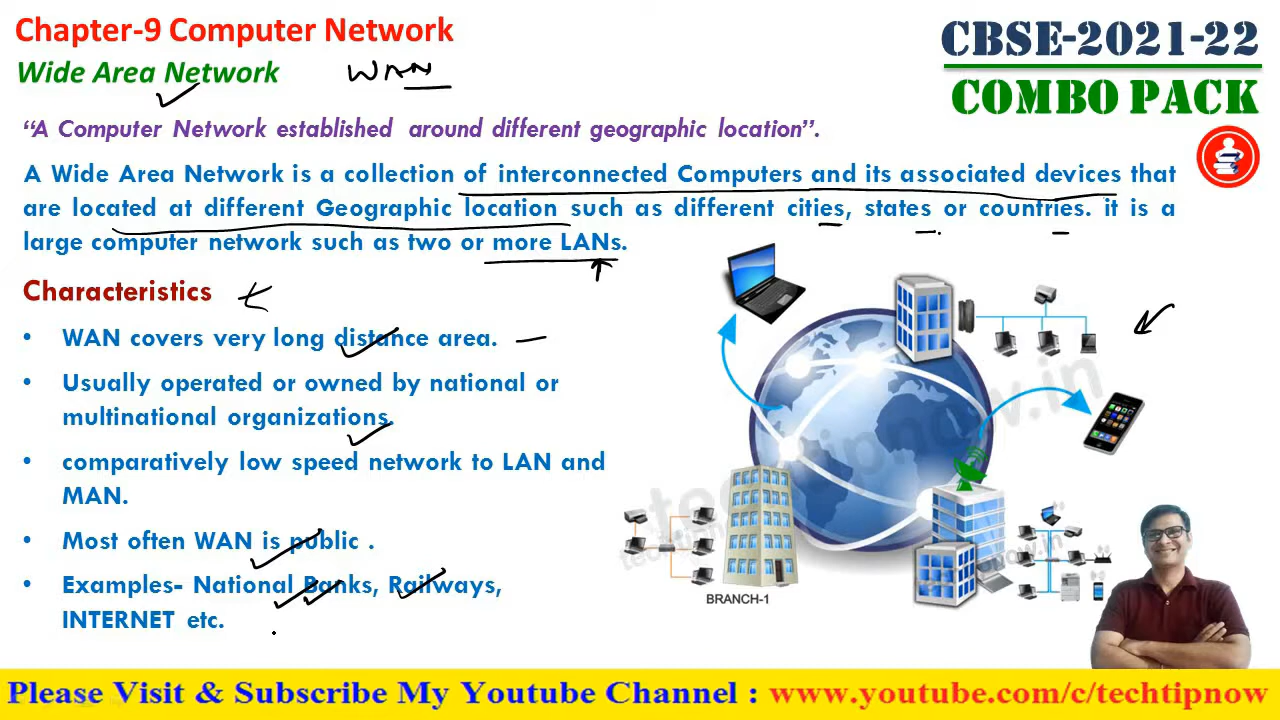 Chapter-9 Computer Network
CBSE-2021-22
Wide Area Network
WAN
COMBO PACK
“A Computer Network established around different geographic location”.
A Wide Area Network is a collection of interconnected Computers and its associated devices that
are located at different Geographic location such as different cities, states or countries. it is a
large computer network such as two or more LANs.
Characteristics
• WAN covers very long distance area.
• Usually operated or owned by national or
multinational organizations.
• comparatively low speed network to LAN and
MAN.
• Most often WAN is public .
• Examples- National Banks, Railways,
INTERNET etc.
BRANCH-1
Please Visit & Subscribe My Youtube Channel : www.youtube.com/c/techtipnow